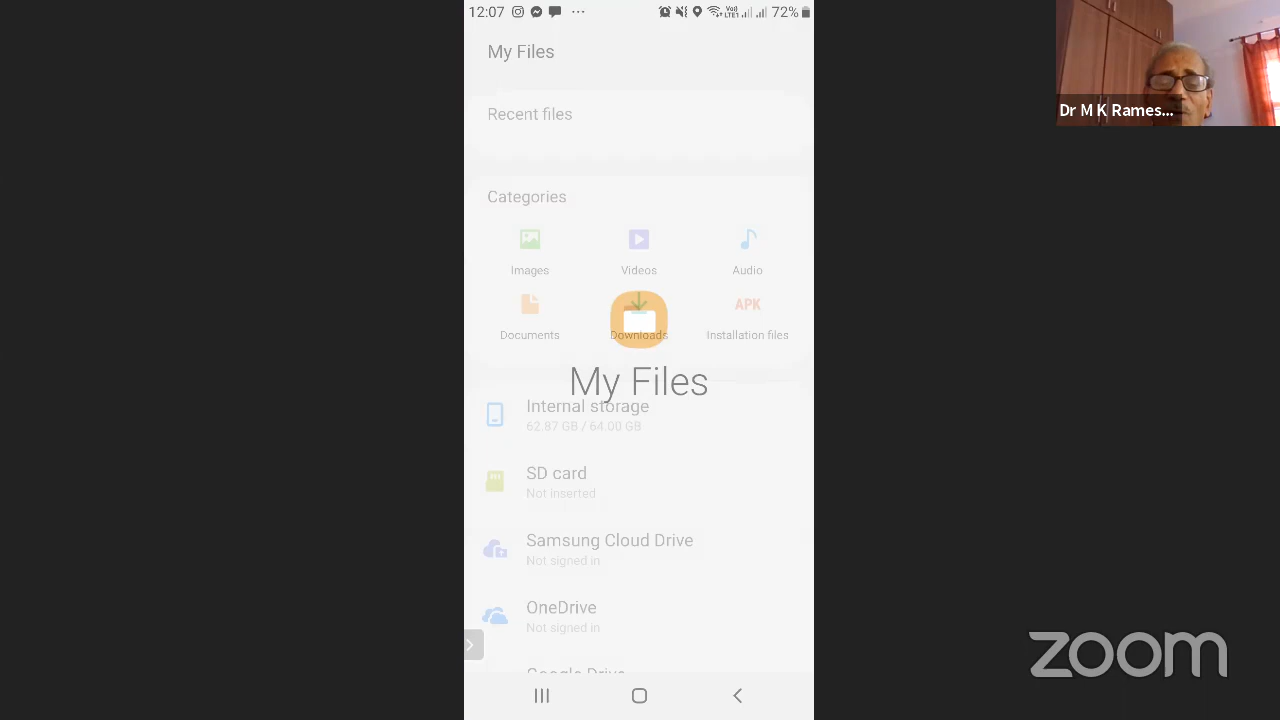 12:07
72%
My Files
Recent files
Categories
Images
Videos
Audio
APK
Documents
Downloads
Installation files
My Files
Internal storage
62.87 GB / 64.00 GB
SD card
Not inserted
Samsung Cloud Drive
Not signed in
OneDrive
Not signed in
Google Drive
Dr M K Rames...
zoom